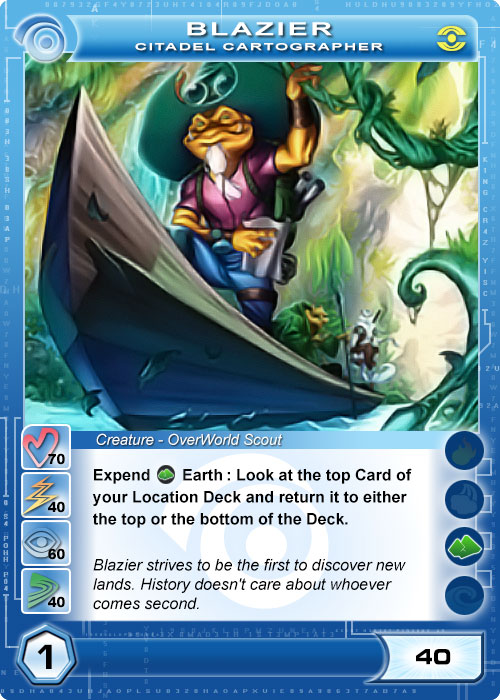 BLAZIER
CITADEL CARTOGRAPHER
Creature - OverWorld Scout
70
40
60
40
Expend Earth : Look at the top Card of
your Location Deck and return it to either
the top or the bottom of the Deck.
Blazier strives to be the first to discover new
lands. History doesn't care about whoever
comes second.
1
40